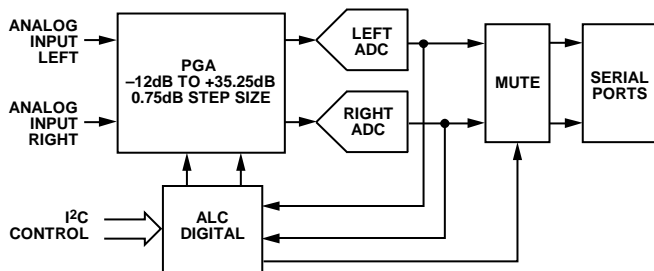 ANALOG
INPUT
LEFT
ANALOG
INPUT
RIGHT
PGA
–12dB TO +35.25dB
0.75dB STEP SIZE
LEFT
ADC
RIGHT
ADC
MUTE
SERIAL
PORTS
I²C
CONTROL
ALC
DIGITAL